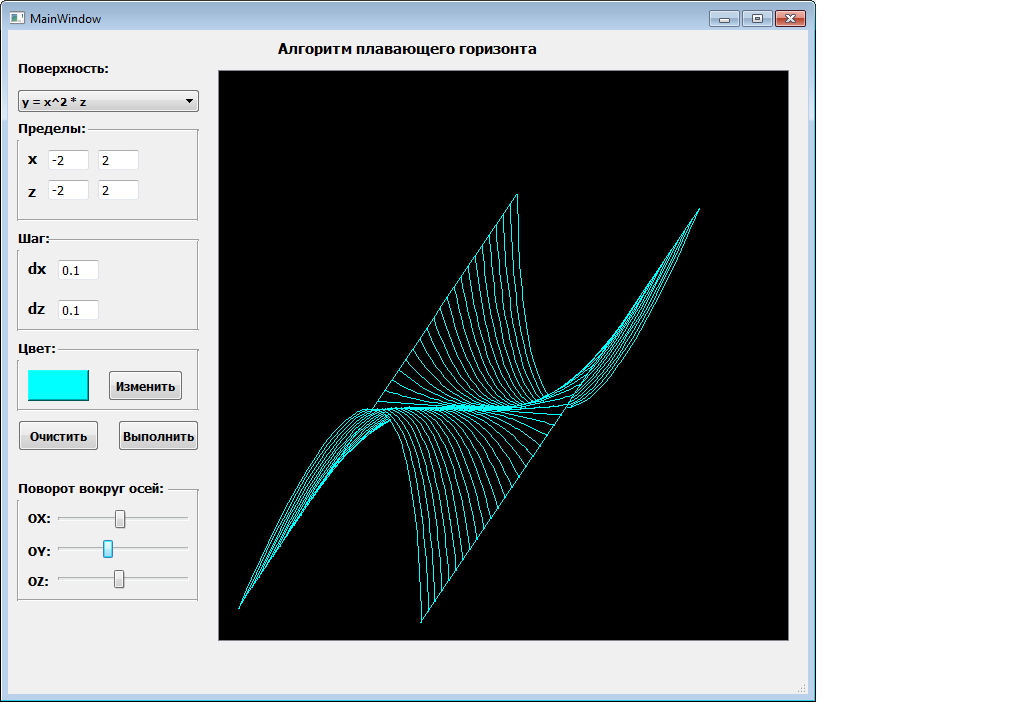 MainWindow
Алгоритм плавающего горизонта
Поверхность:
y = x^2 * z
Пределы:
x -2 2
z -2 2
Шаг:
dx 0.1
dz 0.1
Цвет:
Изменить
Очистить Выполнить
Поворот вокруг осей:
OX:
OY:
OZ: